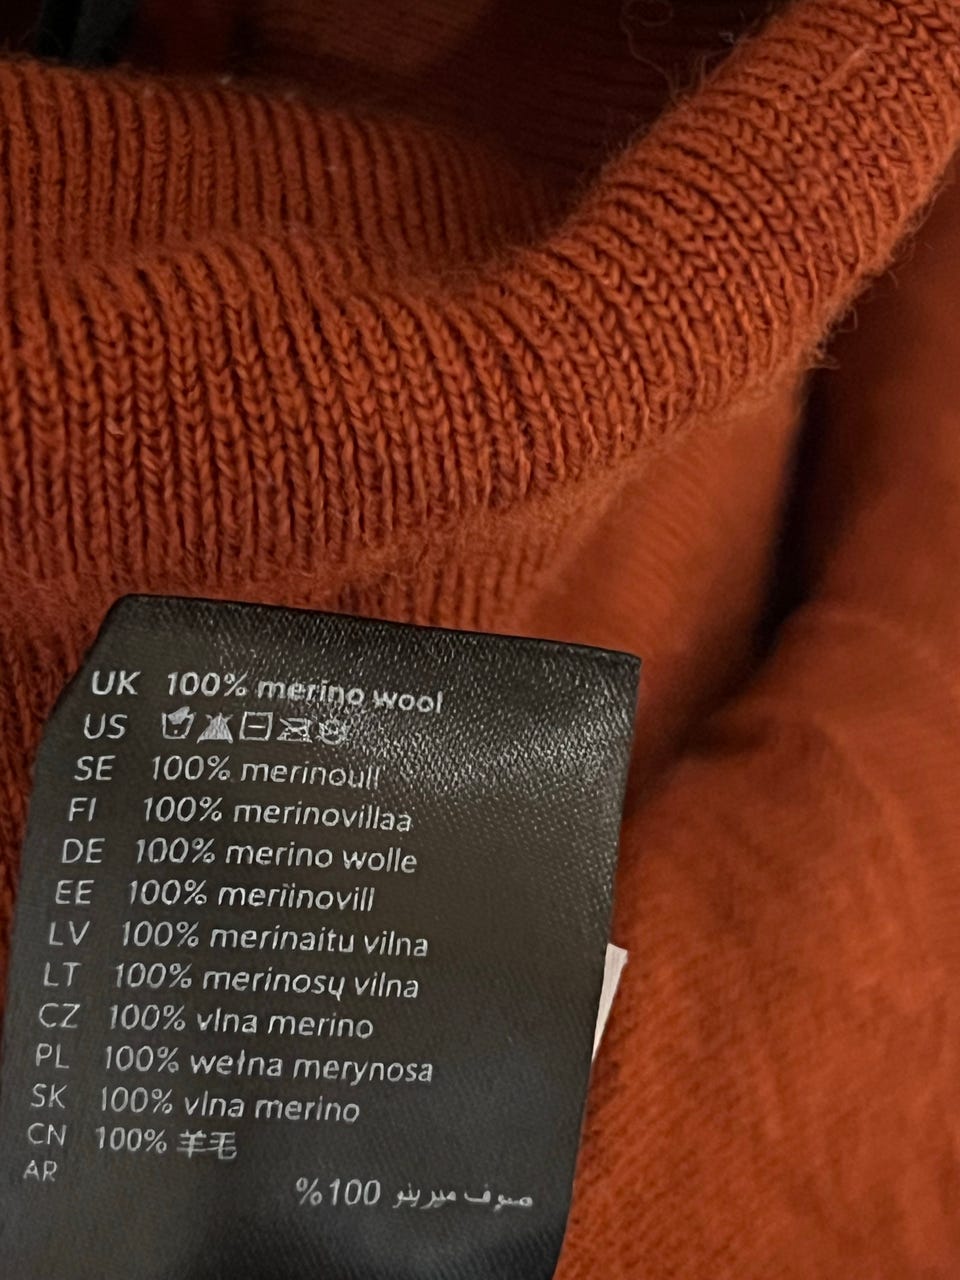 UK 100% merino wool
US
SE 100% merinoull
FI 100% merinovillaa
DE 100% merino wolle
EE 100% meriinovill
LV 100% merinaitu vilna
LT 100% merinosų vilna
CZ 100% vlna merino
PL 100% wełna merynosa
SK 100% vlna merino
CN 100% 羊毛
AR
%100 صوف ميرينو